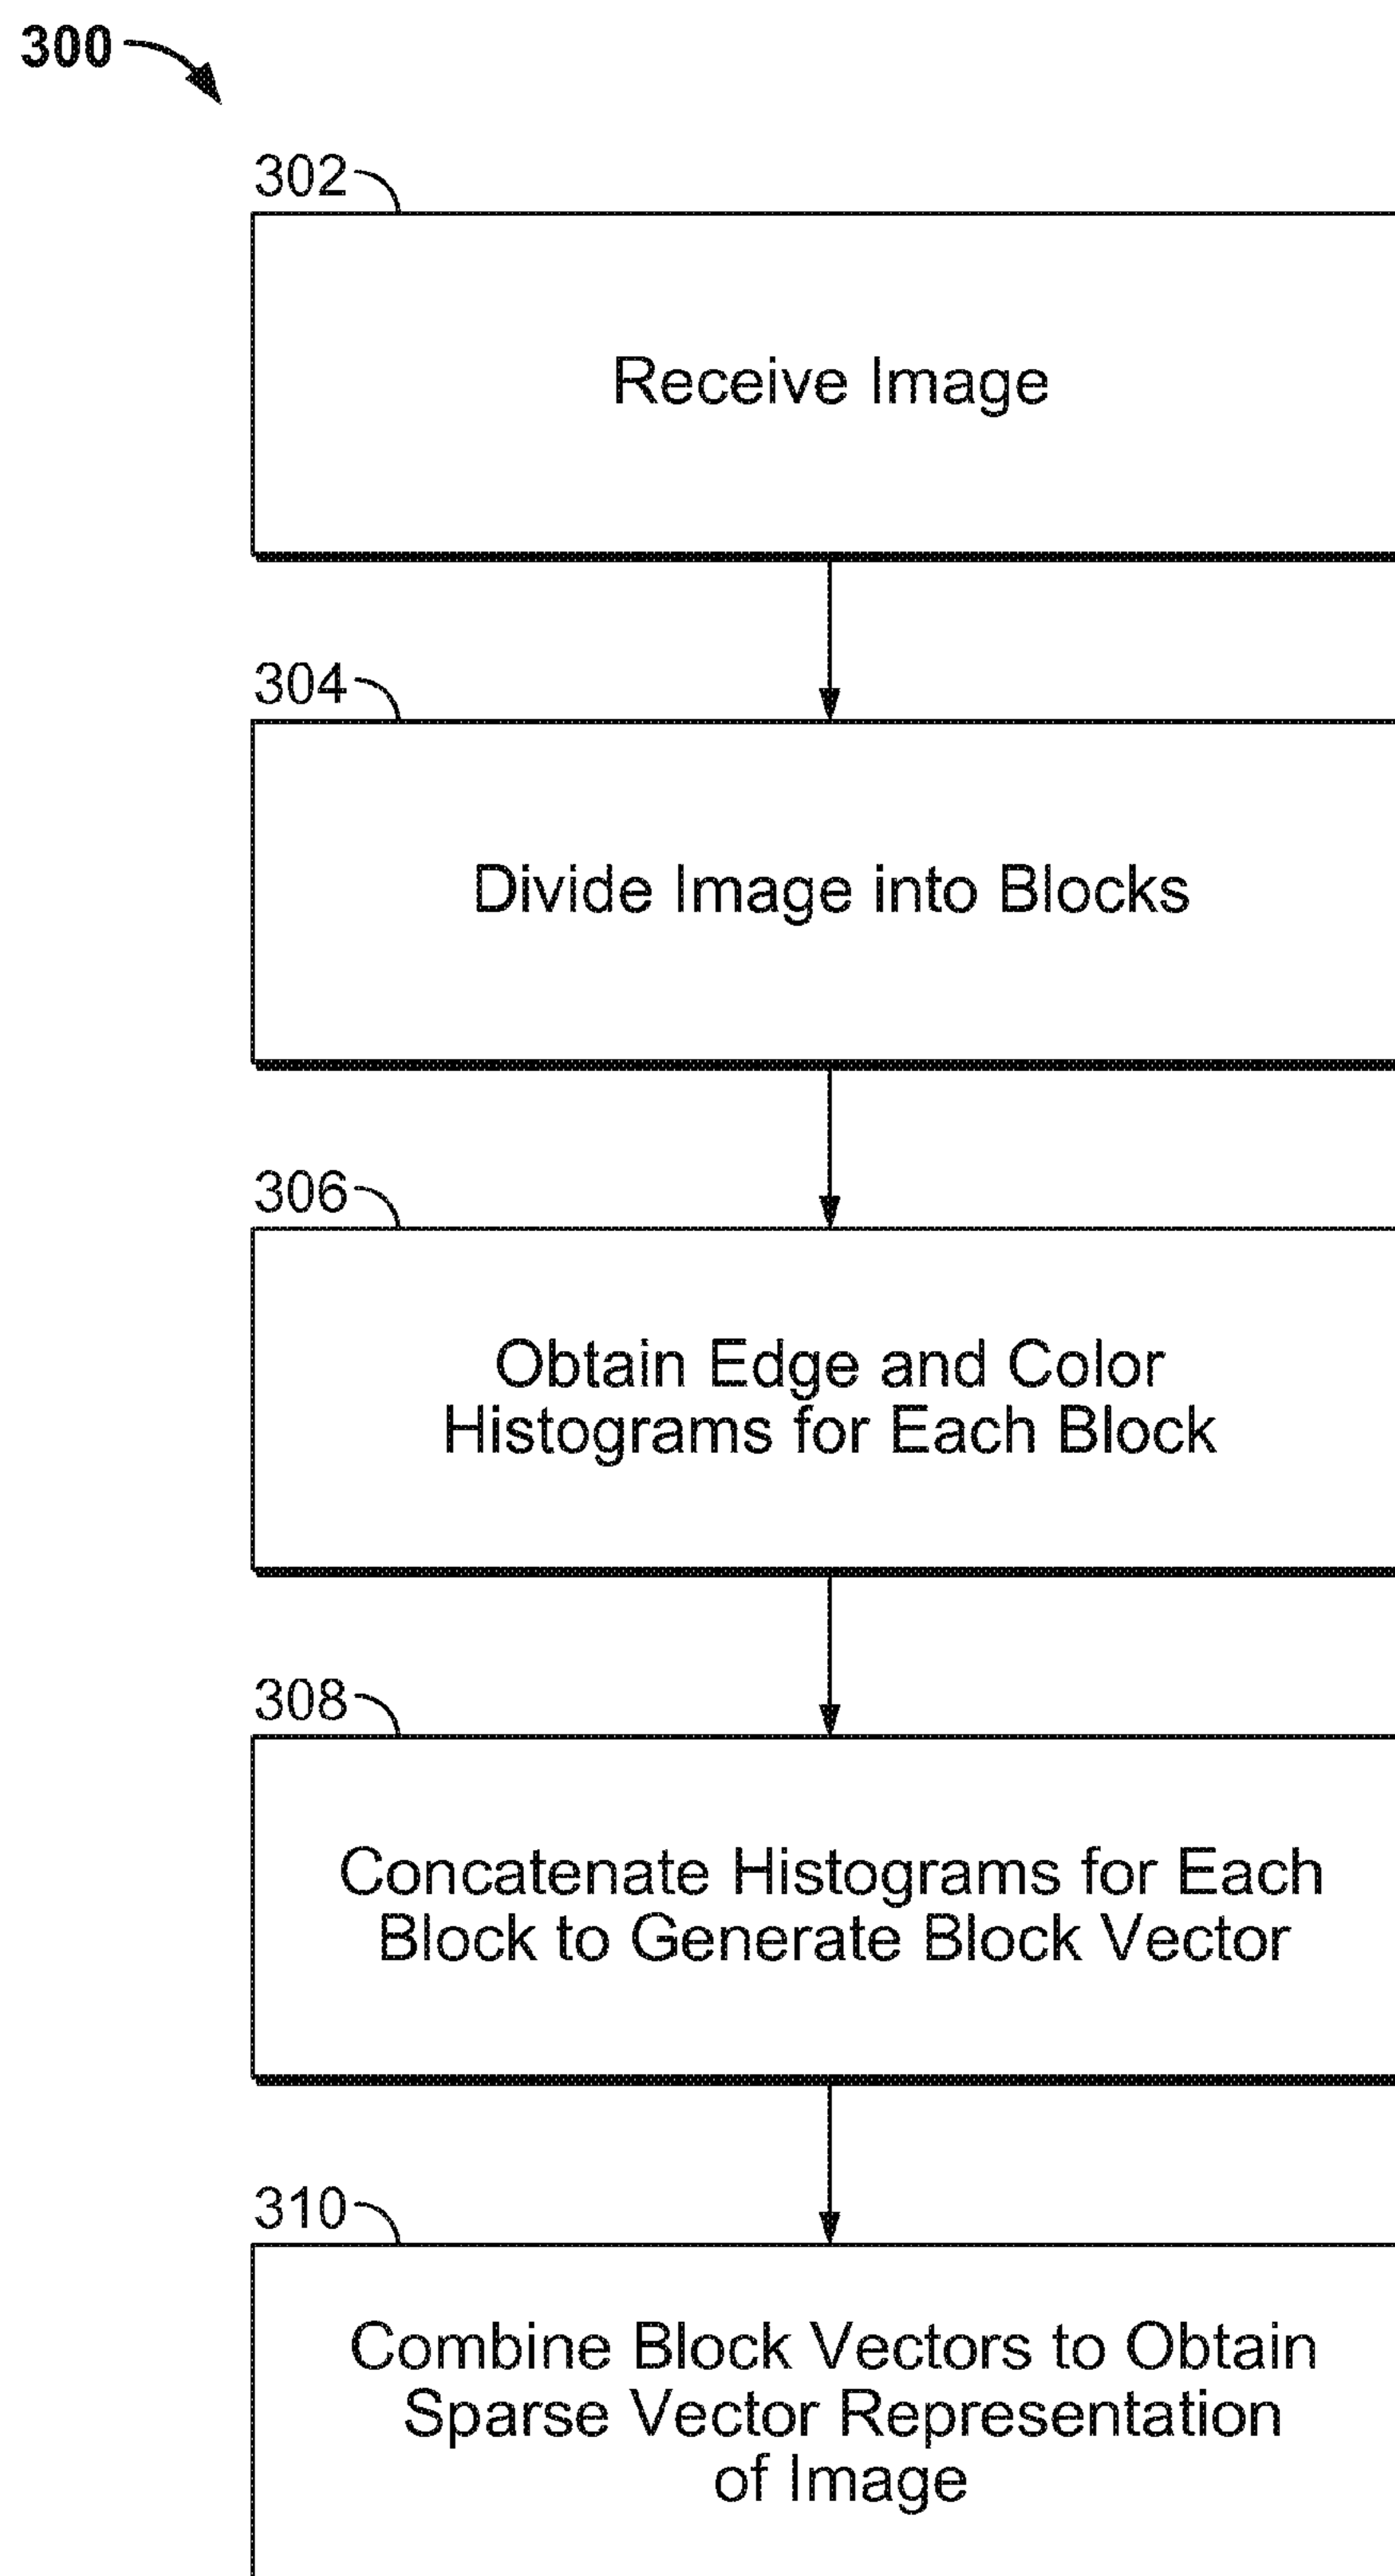 300
302
Receive Image
304
Divide Image into Blocks
306
Obtain Edge and Color
Histograms for Each Block
308
Concatenate Histograms for Each
Block to Generate Block Vector
310
Combine Block Vectors to Obtain
Sparse Vector Representation
of Image